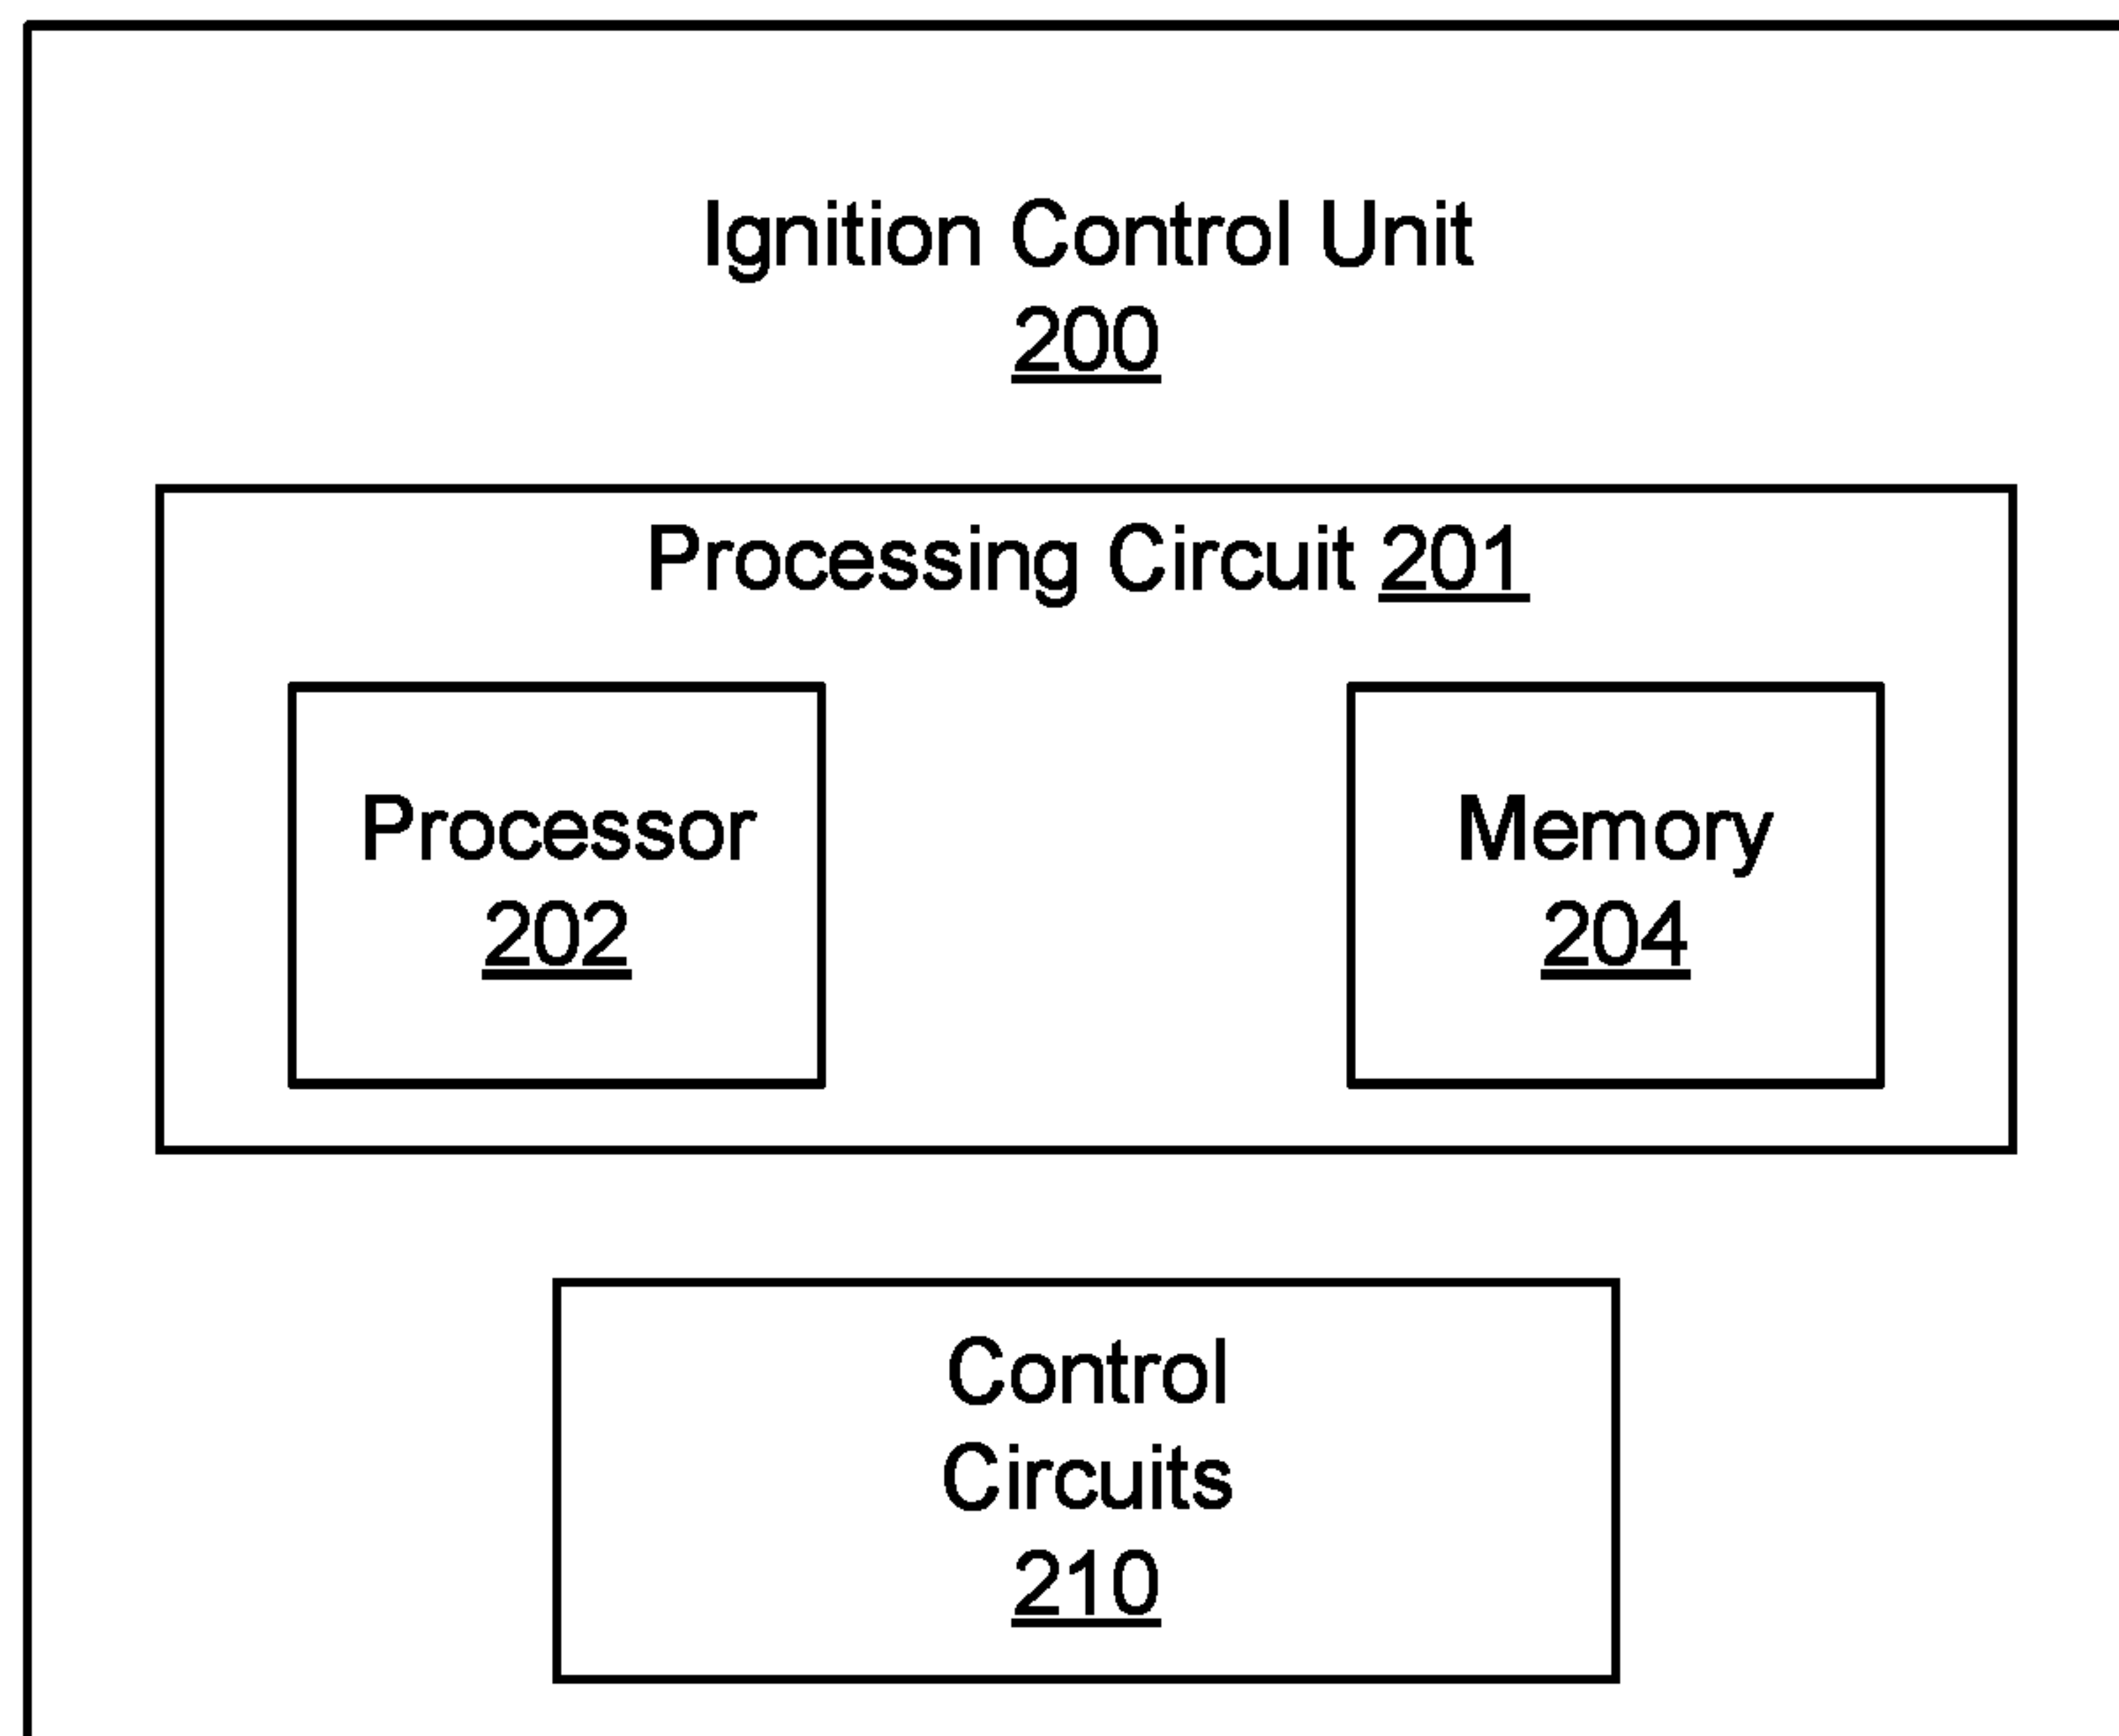 Ignition Control Unit
200
Processing Circuit 201
Processor
202
Memory
204
Control
Circuits
210